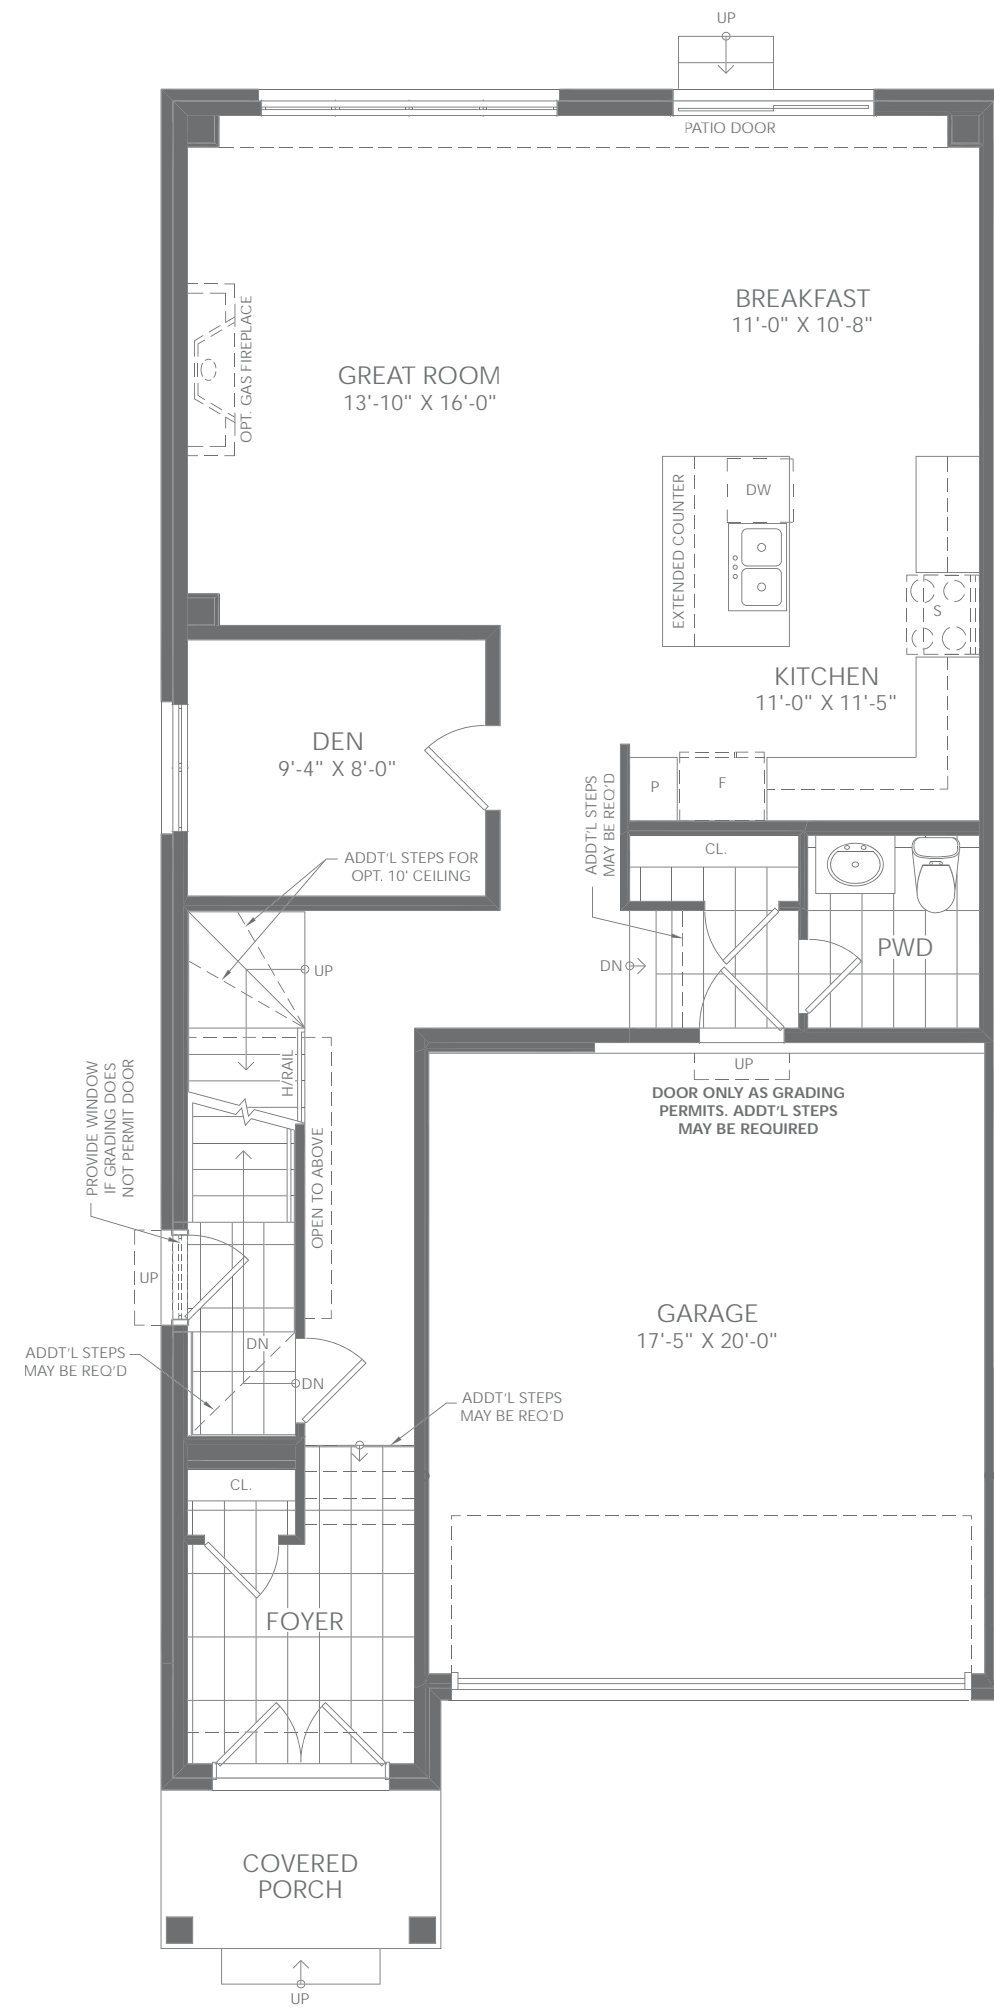 UP
PATIO DOOR
BREAKFAST
11'-0" X 10'-8"
OPT. GAS FIREPLACE
GREAT ROOM
13'-10" X 16'-0"
EXTENDED COUNTER
DW
S
KITCHEN
11'-0" X 11'-5"
DEN
9'-4" X 8'-0"
P
F
ADDT'L STEPS
MAY BE REQ'D
CL.
ADDT'L STEPS FOR
OPT. 10' CEILING
PWD
UP
DN
H/RAIL
UP
DOOR ONLY AS GRADING
PERMITS. ADDT'L STEPS
MAY BE REQUIRED
PROVIDE WINDOW
IF GRADING DOES
NOT PERMIT DOOR
OPEN TO ABOVE
UP
GARAGE
17'-5" X 20'-0"
DN
ADDT'L STEPS
MAY BE REQ'D
DN
ADDT'L STEPS
MAY BE REQ'D
CL.
FOYER
COVERED
PORCH
UP